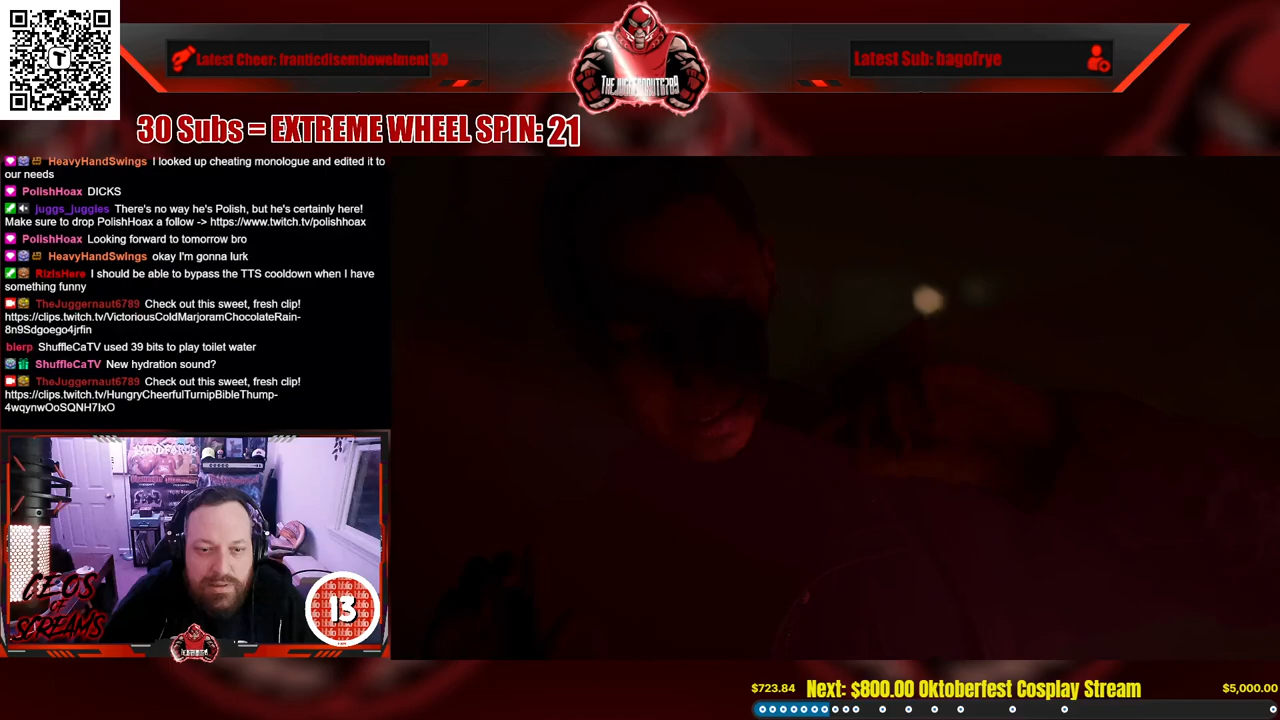 Latest Cheer: franticdisembowelment 50
THEJUGGERNAUT6789
Latest Sub: bagofrye
30 Subs = EXTREME WHEEL SPIN: 21
HeavyHandSwings I looked up cheating monologue and edited it to
our needs
PolishHoax DICKS
juggs_juggles There's no way he's Polish, but he's certainly here!
Make sure to drop PolishHoax a follow -> https://www.twitch.tv/polishhoax
PolishHoax Looking forward to tomorrow bro
HeavyHandSwings okay I'm gonna lurk
RizIsHere I should be able to bypass the TTS cooldown when I have
something funny
TheJuggernaut6789 Check out this sweet, fresh clip!
https://clips.twitch.tv/VictoriousColdMarjoramChocolateRain-
8n9Sdgoego4jrfin
blerp ShuffleCaTV used 39 bits to play toilet water
ShuffleCaTV New hydration sound?
TheJuggernaut6789 Check out this sweet, fresh clip!
https://clips.twitch.tv/HungryCheerfulTurnipBibleThump-
4wqynwOoSQNH7IxO
CEOS
OF
SCREAMS
13
$723.84 Next: $800.00 Oktoberfest Cosplay Stream $5,000.00